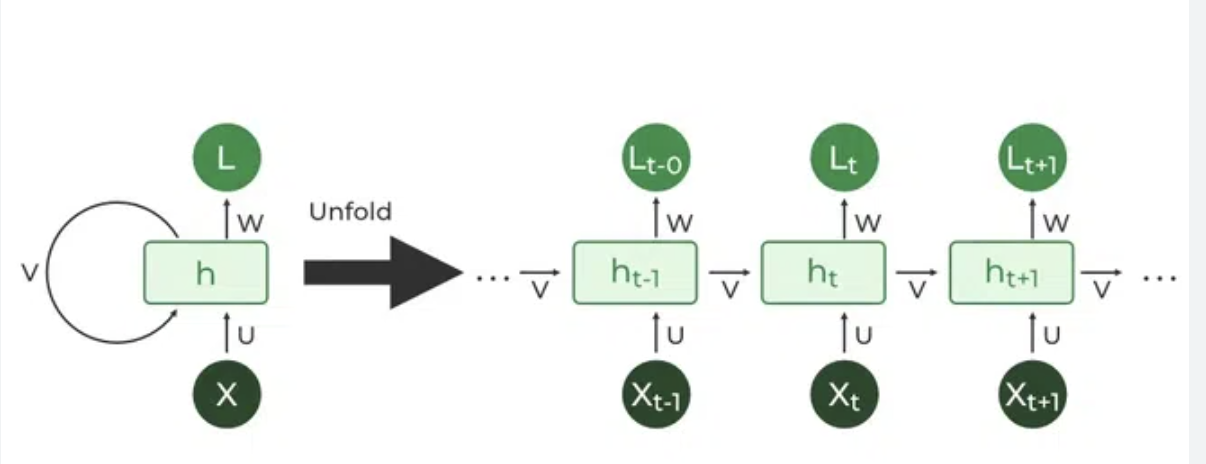 L L_t-0 L_t L_t+1
W Unfold W W W
V h ... h_t-1 h_t h_t+1 ...
V V V V
U U U U
X X_t-1 X_t X_t+1